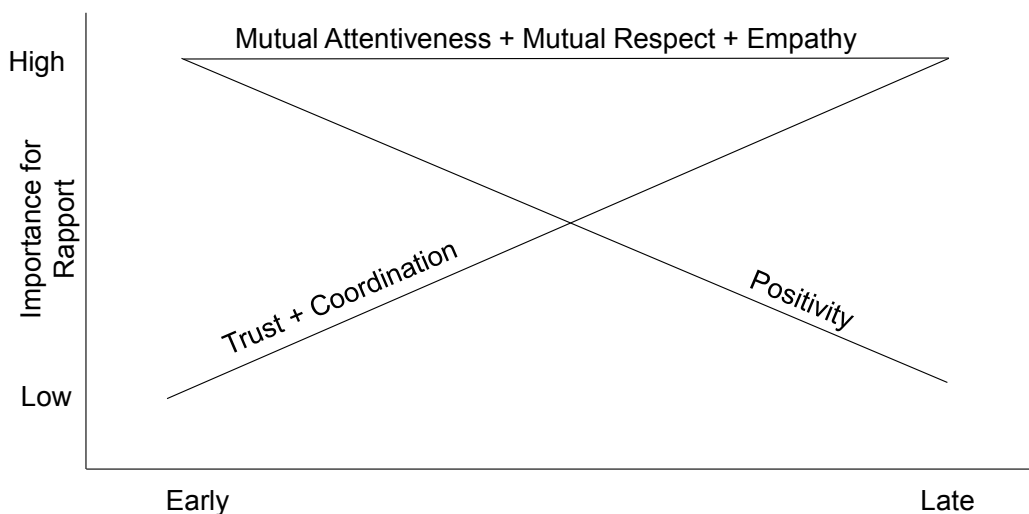 Mutual Attentiveness + Mutual Respect + Empathy
High
Importance for
Rapport
Trust + Coordination
Positivity
Low
Early
Late